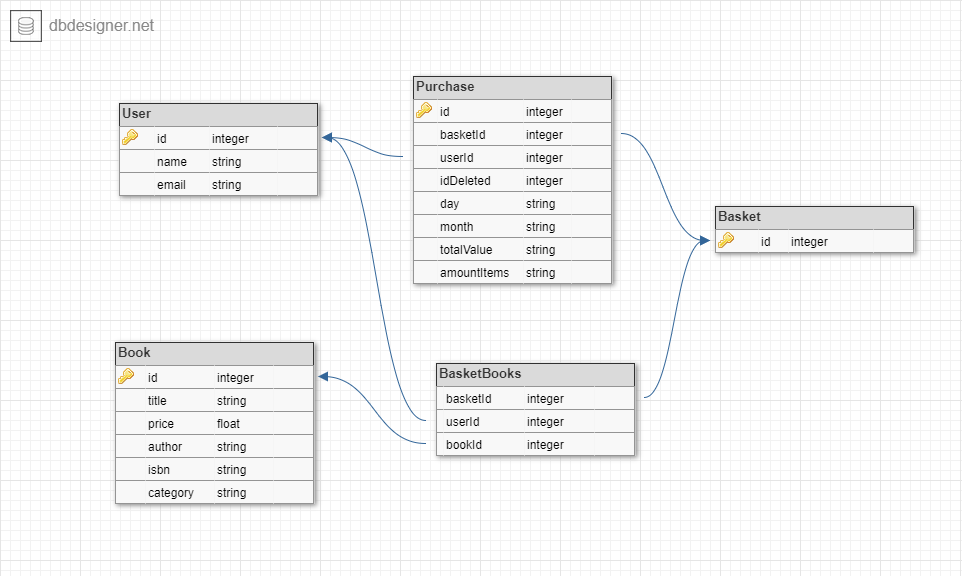 dbdesigner.net
User
id integer
name string
email string
Purchase
id integer
basketId integer
userId integer
idDeleted integer
day string
month string
totalValue string
amountItems string
Basket
id integer
Book
id integer
title string
price float
author string
isbn string
category string
BasketBooks
basketId integer
userId integer
bookId integer